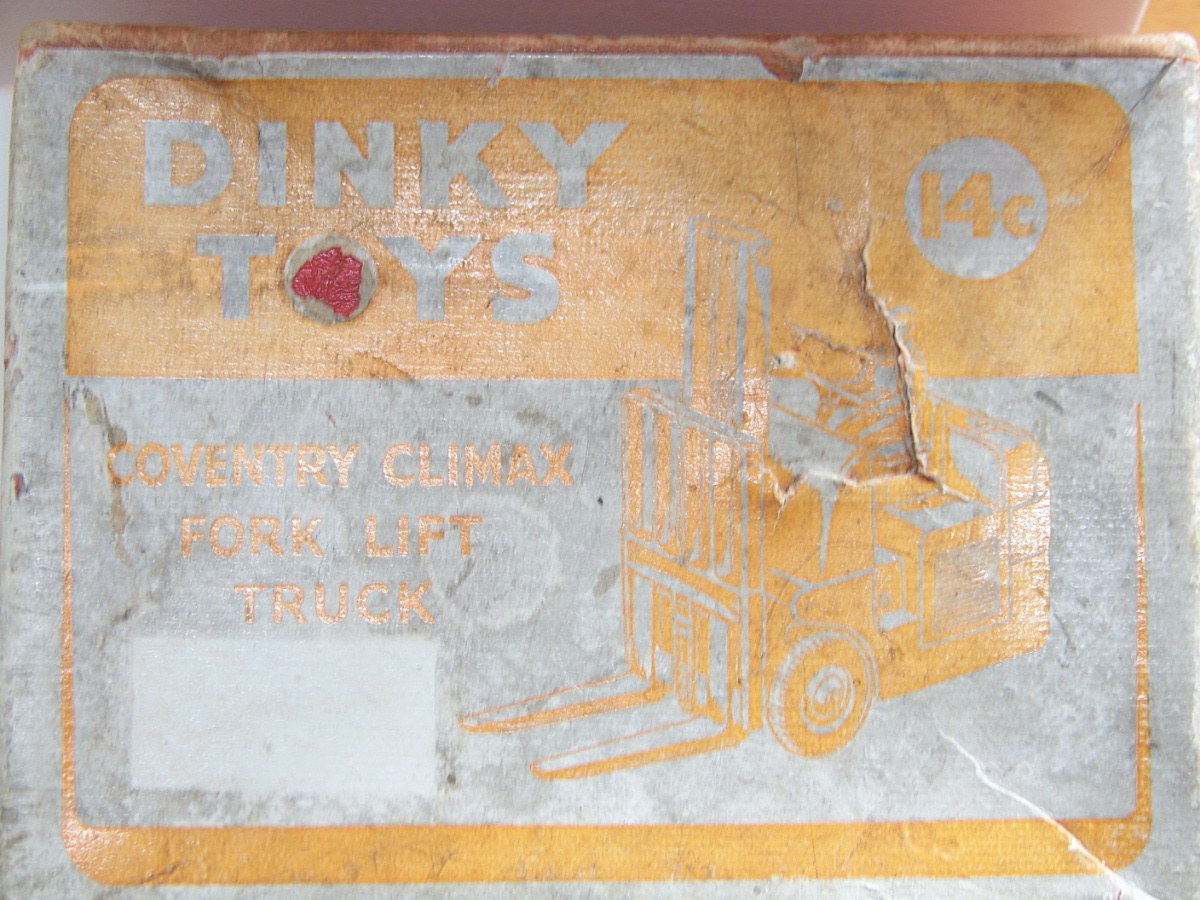 DINKY
TOYS
14c
COVENTRY CLIMAX
FORK LIFT
TRUCK